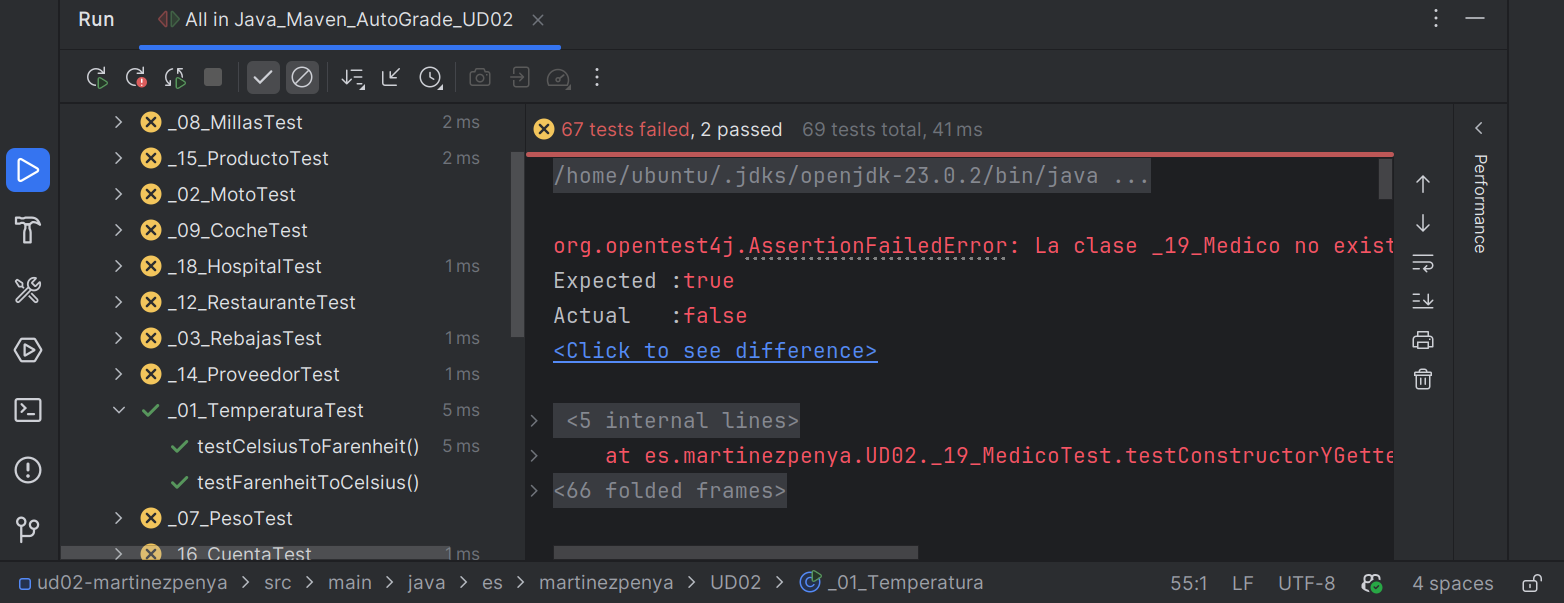 Run All in Java_Maven_AutoGrade_UD02
_08_MillasTest 2 ms
_15_ProductoTest 2 ms
_02_MotoTest
_09_CocheTest
_18_HospitalTest 1 ms
_12_RestauranteTest
_03_RebajasTest 1 ms
_14_ProveedorTest 1 ms
_01_TemperaturaTest 5 ms
testCelsiusToFarenheit() 5 ms
testFarenheitToCelsius()
_07_PesoTest
_16_CuentaTest 1 ms
67 tests failed, 2 passed 69 tests total, 41 ms
/home/ubuntu/.jdks/openjdk-23.0.2/bin/java ...
org.opentest4j.AssertionFailedError: La clase _19_Medico no exist
Expected :true
Actual :false
<Click to see difference>
<5 internal lines>
at es.martinezpenya.UD02._19_MedicoTest.testConstructorYGette
<66 folded frames>
Performance
ud02-martinezpenya > src > main > java > es > martinezpenya > UD02 > _01_Temperatura 55:1 LF UTF-8 4 spaces